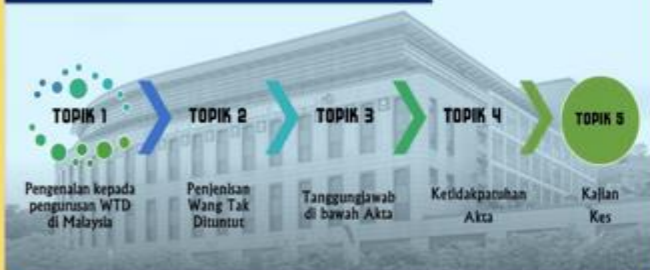 TOPIK 1
TOPIK 2
TOPIK 3
TOPIK 4
TOPIK 5
Pengenalan kepada
pengurusan WTD
di Malaysia
Penjenisan
Wang Tak
Dituntut
Tanggungjawab
di bawah Akta
Ketidakpatuhan
Akta
Kajian
Kes